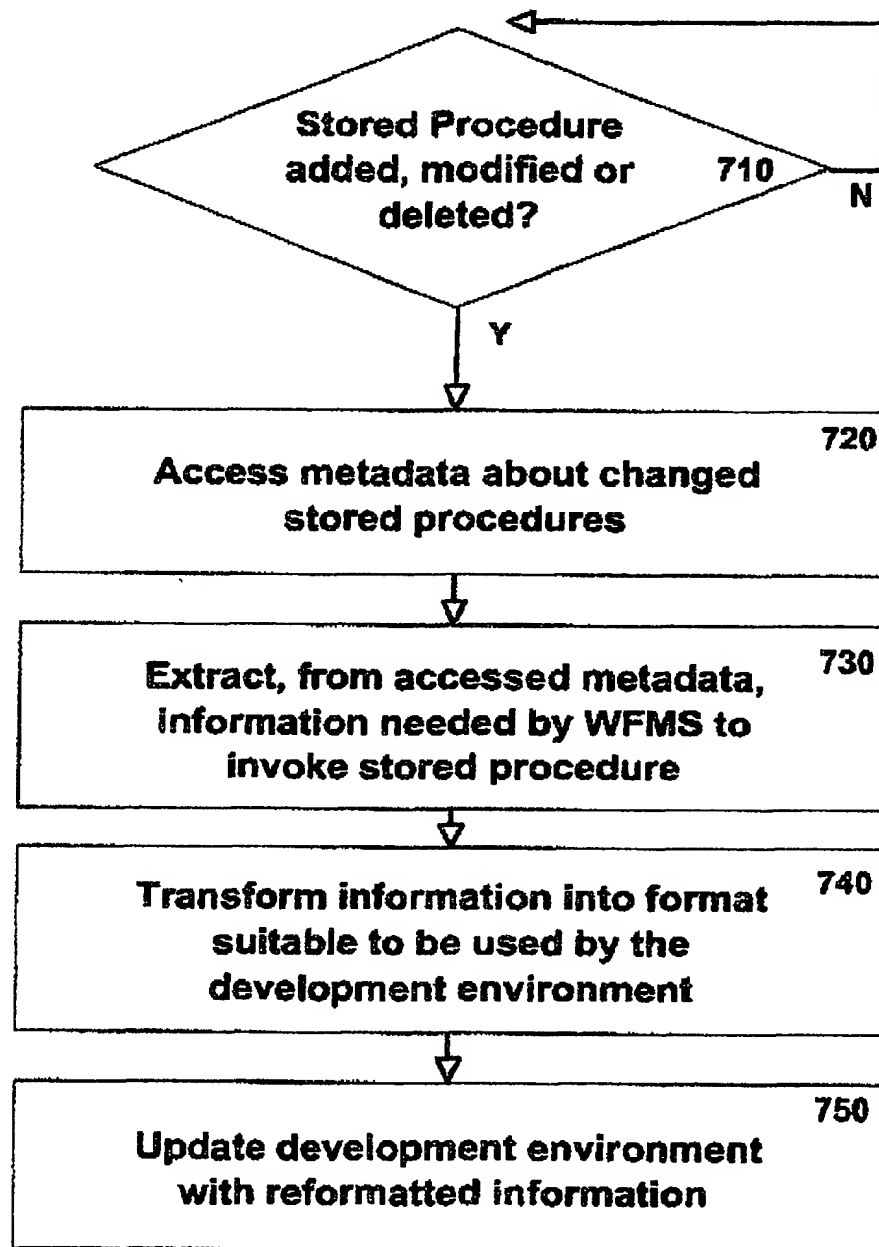 Stored Procedure
added, modified or
deleted?
710
N
Y
720
Access metadata about changed
stored procedures
730
Extract, from accessed metadata,
information needed by WFMS to
invoke stored procedure
740
Transform information into format
suitable to be used by the
development environment
750
Update development environment
with reformatted information